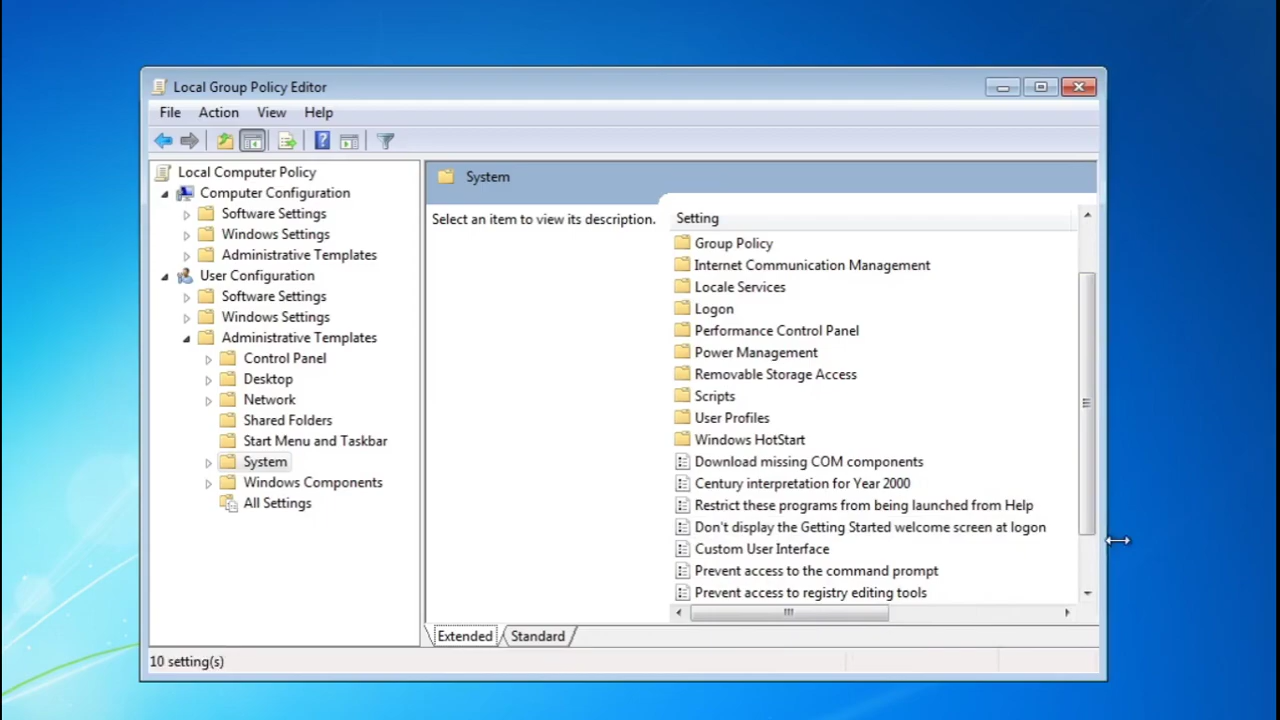 Local Group Policy Editor
File Action View Help
Local Computer Policy
Computer Configuration
Software Settings
Windows Settings
Administrative Templates
User Configuration
Software Settings
Windows Settings
Administrative Templates
Control Panel
Desktop
Network
Shared Folders
Start Menu and Taskbar
System
Windows Components
All Settings
System
Select an item to view its description.
Setting
Group Policy
Internet Communication Management
Locale Services
Logon
Performance Control Panel
Power Management
Removable Storage Access
Scripts
User Profiles
Windows HotStart
Download missing COM components
Century interpretation for Year 2000
Restrict these programs from being launched from Help
Don't display the Getting Started welcome screen at logon
Custom User Interface
Prevent access to the command prompt
Prevent access to registry editing tools
Extended Standard
10 setting(s)